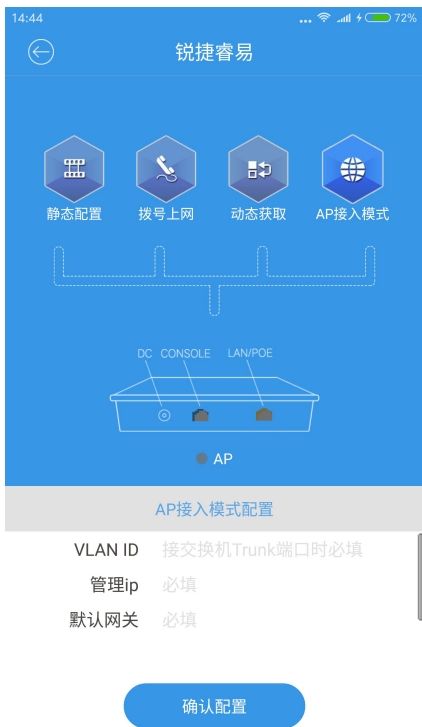 14:44 ... 72%
锐捷睿易
静态配置 拨号上网 动态获取 AP接入模式
DC CONSOLE LAN/POE
AP
AP接入模式配置
VLAN ID 接交换机Trunk端口时必填
管理ip 必填
默认网关 必填
确认配置